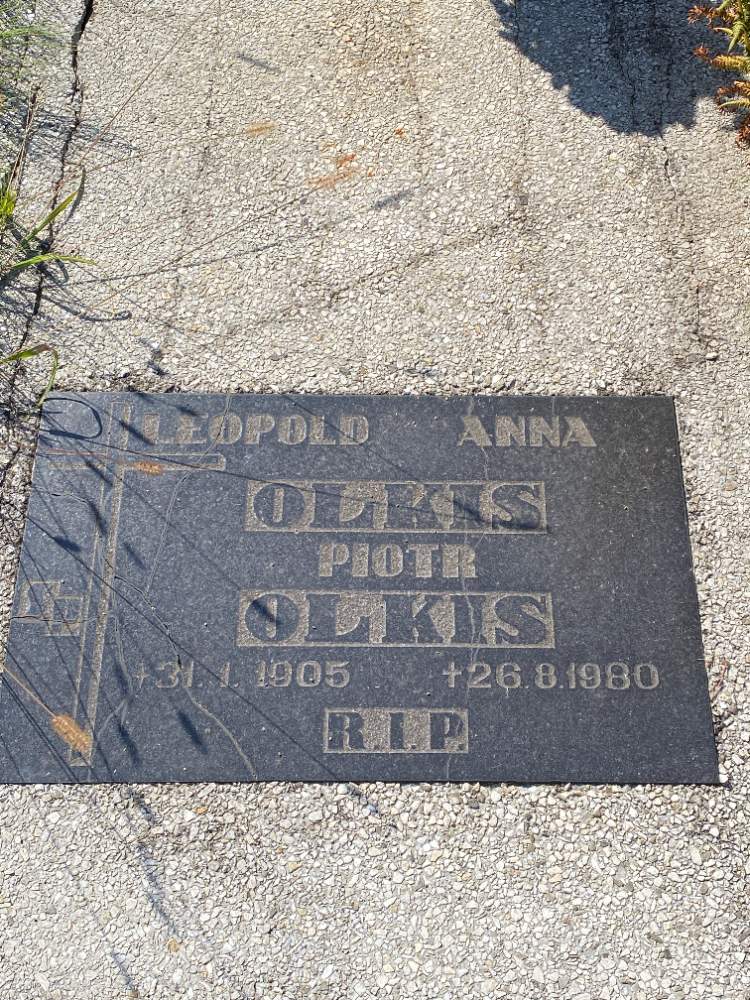 LEOPOLD ANNA
OLKIS
PIOTR
OLKIS
+31.1.1905 +26.8.1980
R.I.P.